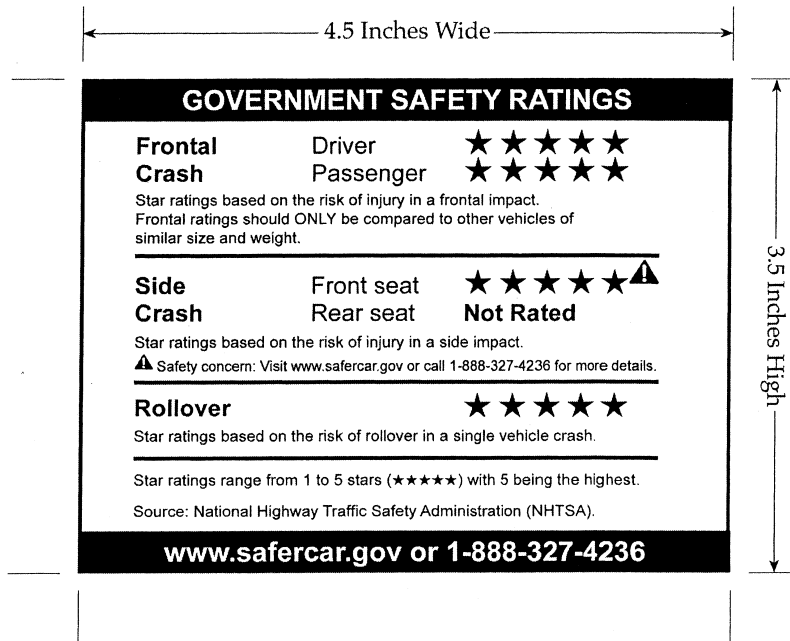 4.5 Inches Wide
GOVERNMENT SAFETY RATINGS
Frontal Driver ★★★★★
Crash Passenger ★★★★★
Star ratings based on the risk of injury in a frontal impact.
Frontal ratings should ONLY be compared to other vehicles of
similar size and weight.
Side Front seat ★★★★★⚠
Crash Rear seat Not Rated
Star ratings based on the risk of injury in a side impact.
⚠ Safety concern: Visit www.safercar.gov or call 1-888-327-4236 for more details.
Rollover ★★★★★
Star ratings based on the risk of rollover in a single vehicle crash.
Star ratings range from 1 to 5 stars (★★★★★) with 5 being the highest.
Source: National Highway Traffic Safety Administration (NHTSA).
www.safercar.gov or 1-888-327-4236
3.5 Inches High